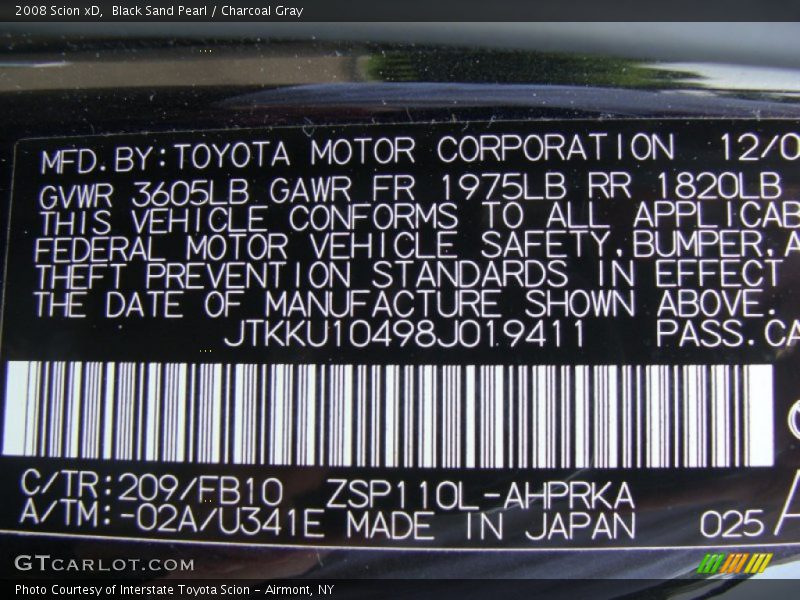 2008 Scion xD,  Black Sand Pearl / Charcoal Gray
MFD.BY:TOYOTA MOTOR CORPORATION 12/0
GVWR 3605LB GAWR FR 1975LB RR 1820LB
THIS VEHICLE CONFORMS TO ALL APPLICAB
FEDERAL MOTOR VEHICLE SAFETY,BUMPER,A
THEFT PREVENTION STANDARDS IN EFFECT
THE DATE OF MANUFACTURE SHOWN ABOVE.
JTKKU10498J019411 PASS.CA
C/TR:209/FB10 ZSP110L-AHPRKA
A/TM:-02A/U341E MADE IN JAPAN 025 A
GTCARLOT.COM
Photo Courtesy of Interstate Toyota Scion - Airmont, NY